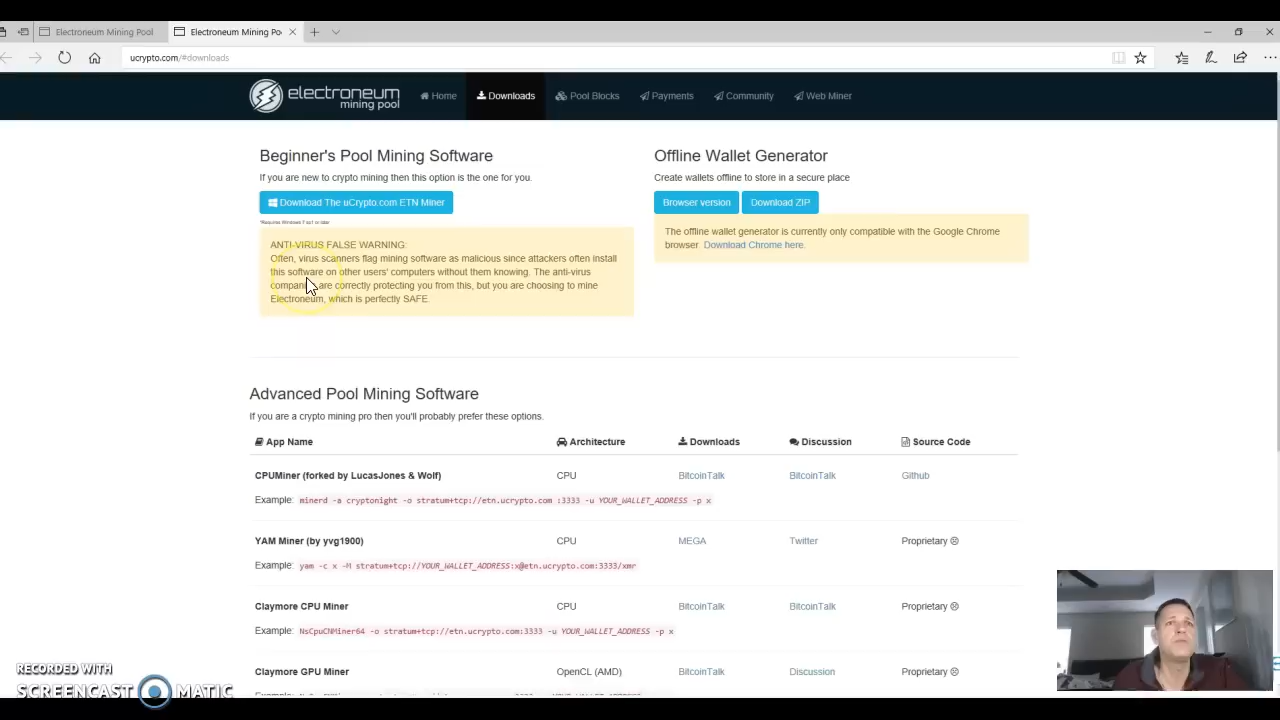 Electroneum Mining Pool
Electroneum Mining Po
ucrypto.com/#downloads
electroneum
mining pool
Home
Downloads
Pool Blocks
Payments
Community
Web Miner
Beginner's Pool Mining Software
If you are new to crypto mining then this option is the one for you.
Download The uCrypto.com ETN Miner
*Requires Windows 7 sp1 or later
ANTI-VIRUS FALSE WARNING:
Often, virus scanners flag mining software as malicious since attackers often install
this software on other users' computers without them knowing. The anti-virus
are correctly protecting you from this, but you are choosing to mine
Electroneum, which is perfectly SAFE.
Offline Wallet Generator
Create wallets offline to store in a secure place
Browser version
Download ZIP
The offline wallet generator is currently only compatible with the Google Chrome
browser Download Chrome here.
Advanced Pool Mining Software
If you are a crypto mining pro then you'll probably prefer these options.
App Name Architecture Downloads Discussion Source Code
CPUMiner (forked by LucasJones & Wolf) CPU BitcoinTalk BitcoinTalk Github
Example: minerd -a cryptonight -o stratum+tcp://etn.ucrypto.com :3333 -u YOUR_WALLET_ADDRESS -p x
YAM Miner (by yvg1900) CPU MEGA Twitter Proprietary ☹
Example: yam -c x -M stratum+tcp://YOUR_WALLET_ADDRESS:x@etn.ucrypto.com:3333/xmr
Claymore CPU Miner CPU BitcoinTalk BitcoinTalk Proprietary ☹
Example: NsCpuCNMiner64 -o stratum+tcp://etn.ucrypto.com:3333 -u YOUR_WALLET_ADDRESS -p x
Claymore GPU Miner OpenCL (AMD) BitcoinTalk Discussion Proprietary ☹
RECORDED WITH
SCREENCAST MATIC